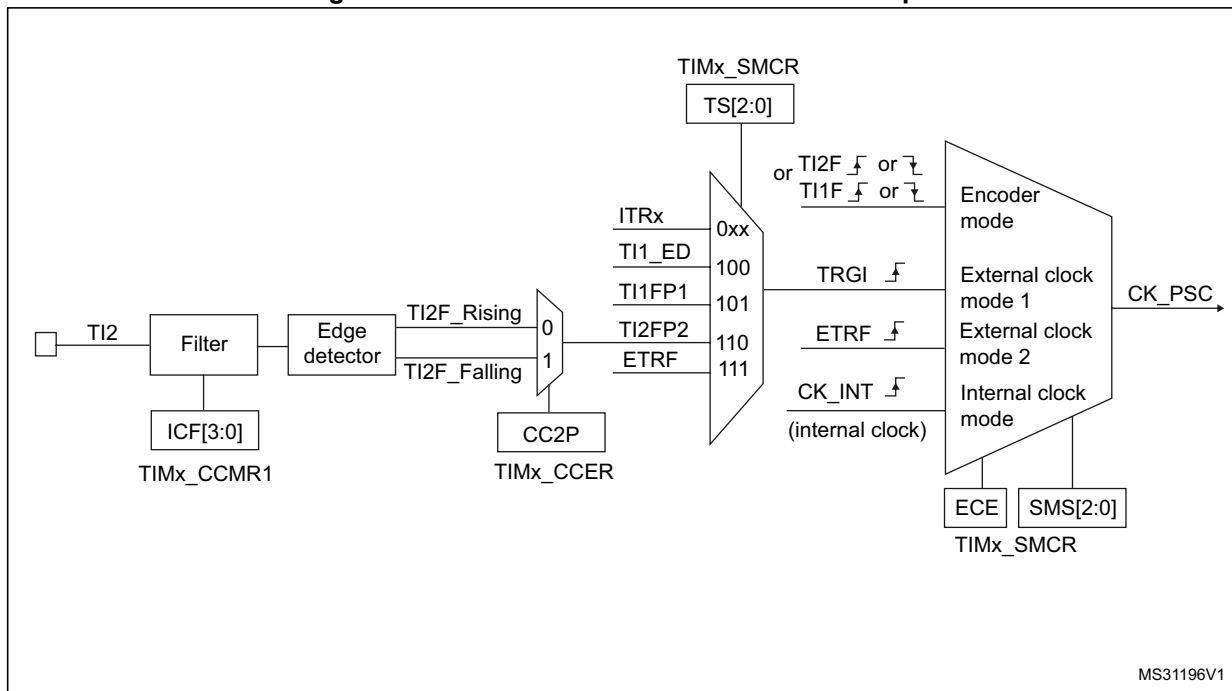 TIMx_SMCR
TS[2:0]
or TI2F or
TI1F or
Encoder
mode
ITRx
0xx
TI1_ED
100
TRGI
External clock
mode 1
CK_PSC
TI1FP1
101
TI2
Filter
Edge
detector
TI2F_Rising
0
TI2F_Falling
1
TI2FP2
110
ETRF
111
ETRF
External clock
mode 2
CK_INT
(internal clock)
Internal clock
mode
ICF[3:0]
TIMx_CCMR1
CC2P
TIMx_CCER
ECE
SMS[2:0]
TIMx_SMCR
MS31196V1